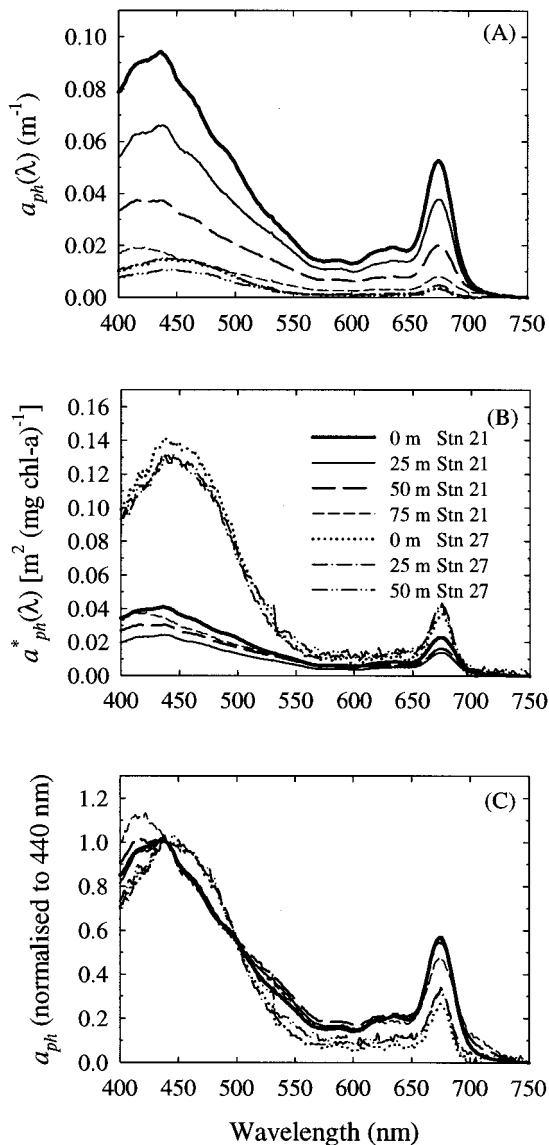 (A)
a_ph(λ) (m⁻¹)
0.10
0.08
0.06
0.04
0.02
0.00
400 450 500 550 600 650 700 750
(B)
a*_ph(λ) [m² (mg chl-a)⁻¹]
0.16
0.14
0.12
0.10
0.08
0.06
0.04
0.02
0.00
0 m Stn 21
25 m Stn 21
50 m Stn 21
75 m Stn 21
0 m Stn 27
25 m Stn 27
50 m Stn 27
400 450 500 550 600 650 700 750
(C)
a_ph (normalised to 440 nm)
1.2
1.0
0.8
0.6
0.4
0.2
0.0
400 450 500 550 600 650 700 750
Wavelength (nm)